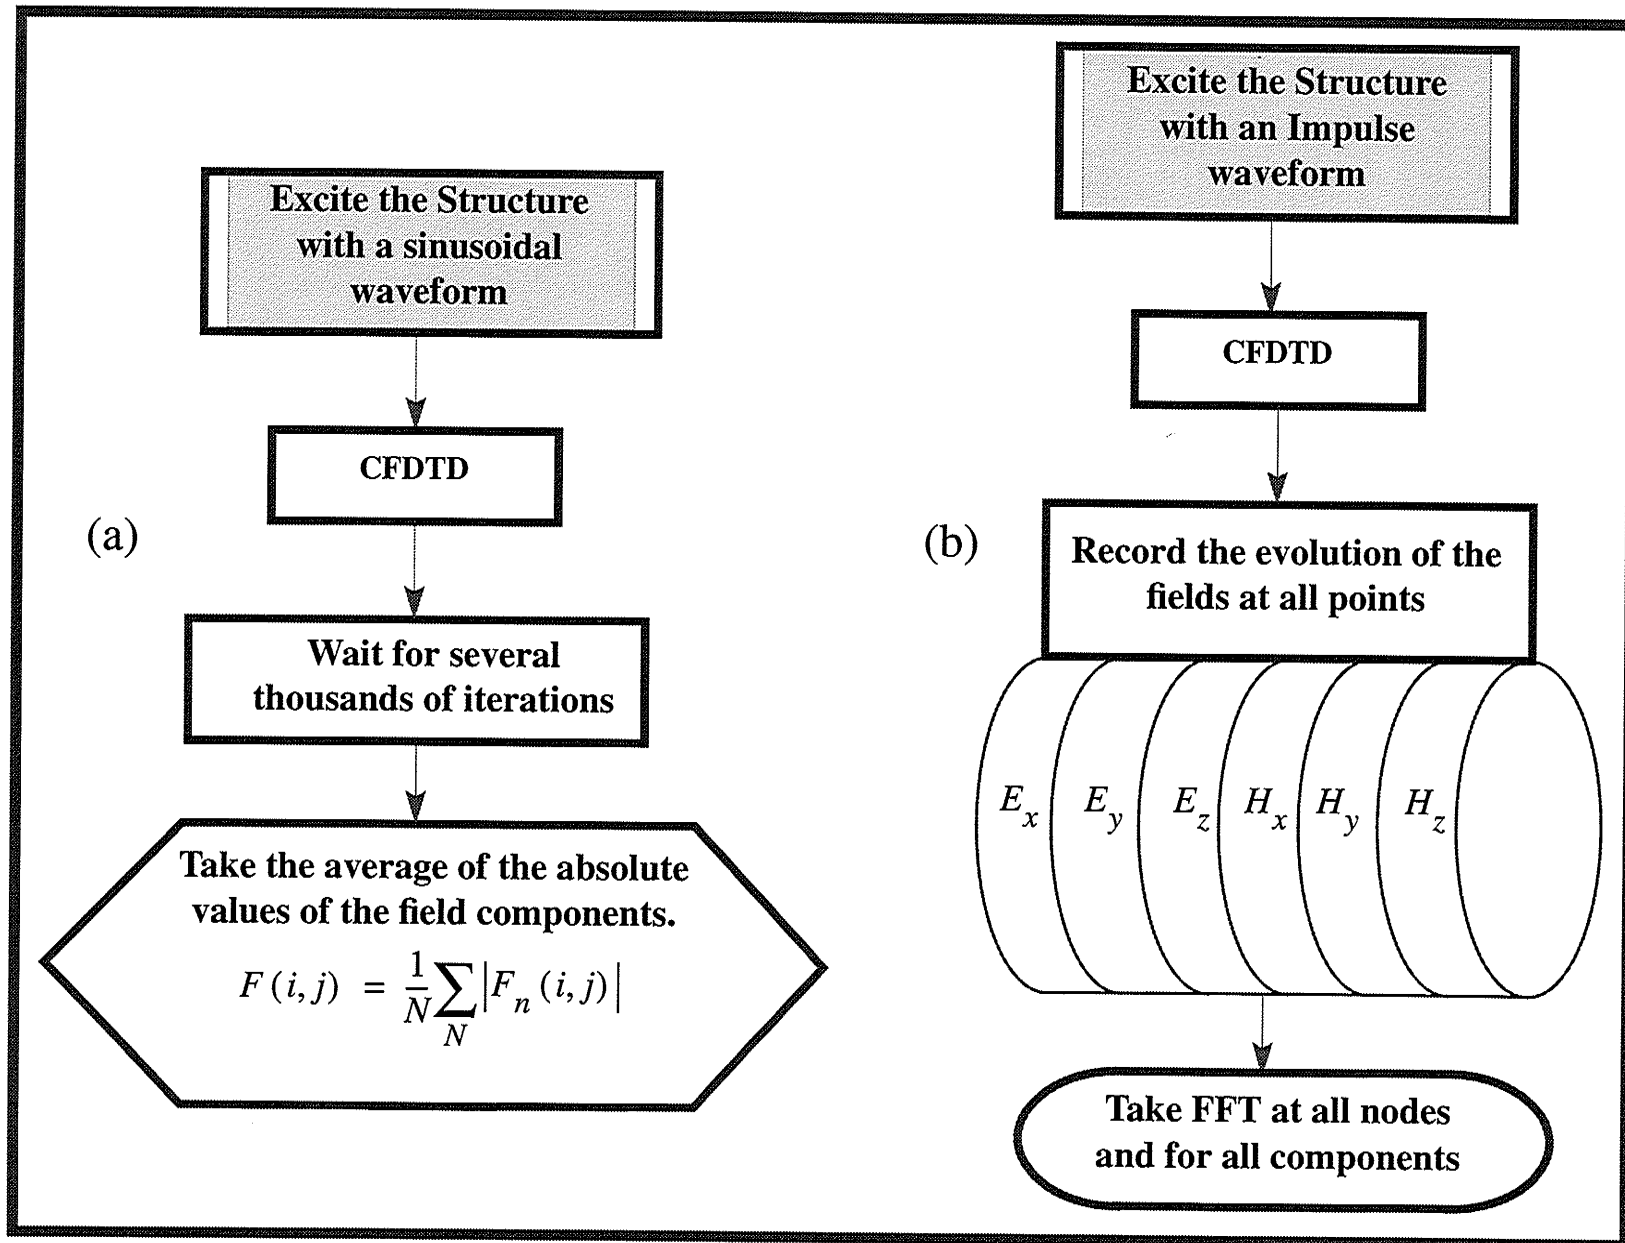 Excite the Structure
with a sinusoidal
waveform
CFDTD
(a)
Wait for several
thousands of iterations
Take the average of the absolute
values of the field components.
F(i,j) = 1/N ∑_N |F_n(i,j)|
Excite the Structure
with an Impulse
waveform
CFDTD
(b)
Record the evolution of the
fields at all points
E_x E_y E_z H_x H_y H_z
Take FFT at all nodes
and for all components